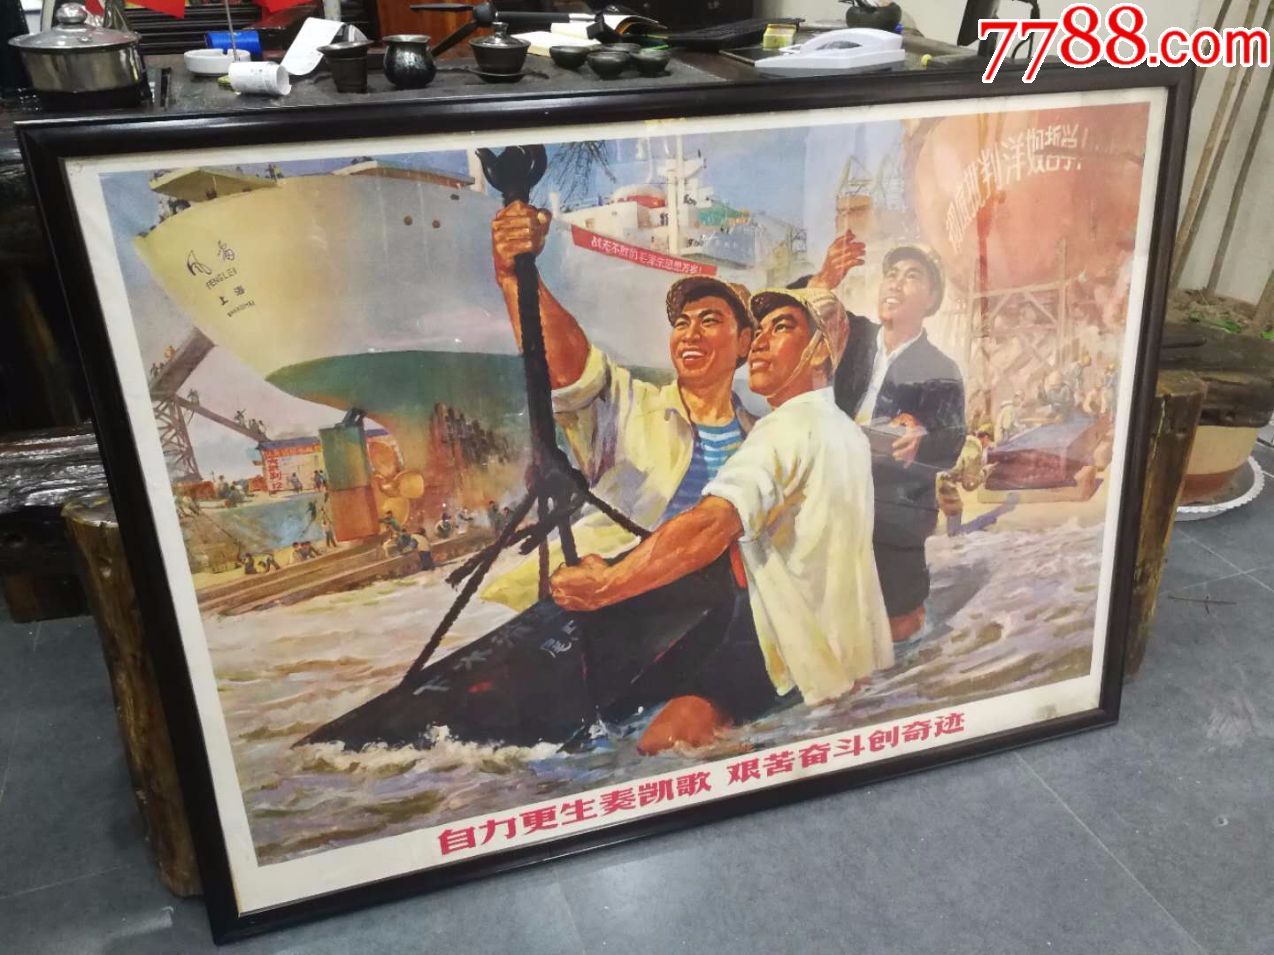 7788.com
彻底批判洋奴哲学！
风雷
FENGLEI
上海
SHANGHAI
战无不胜的毛泽东思想万岁！
自力更生奏凯歌 艰苦奋斗创奇迹